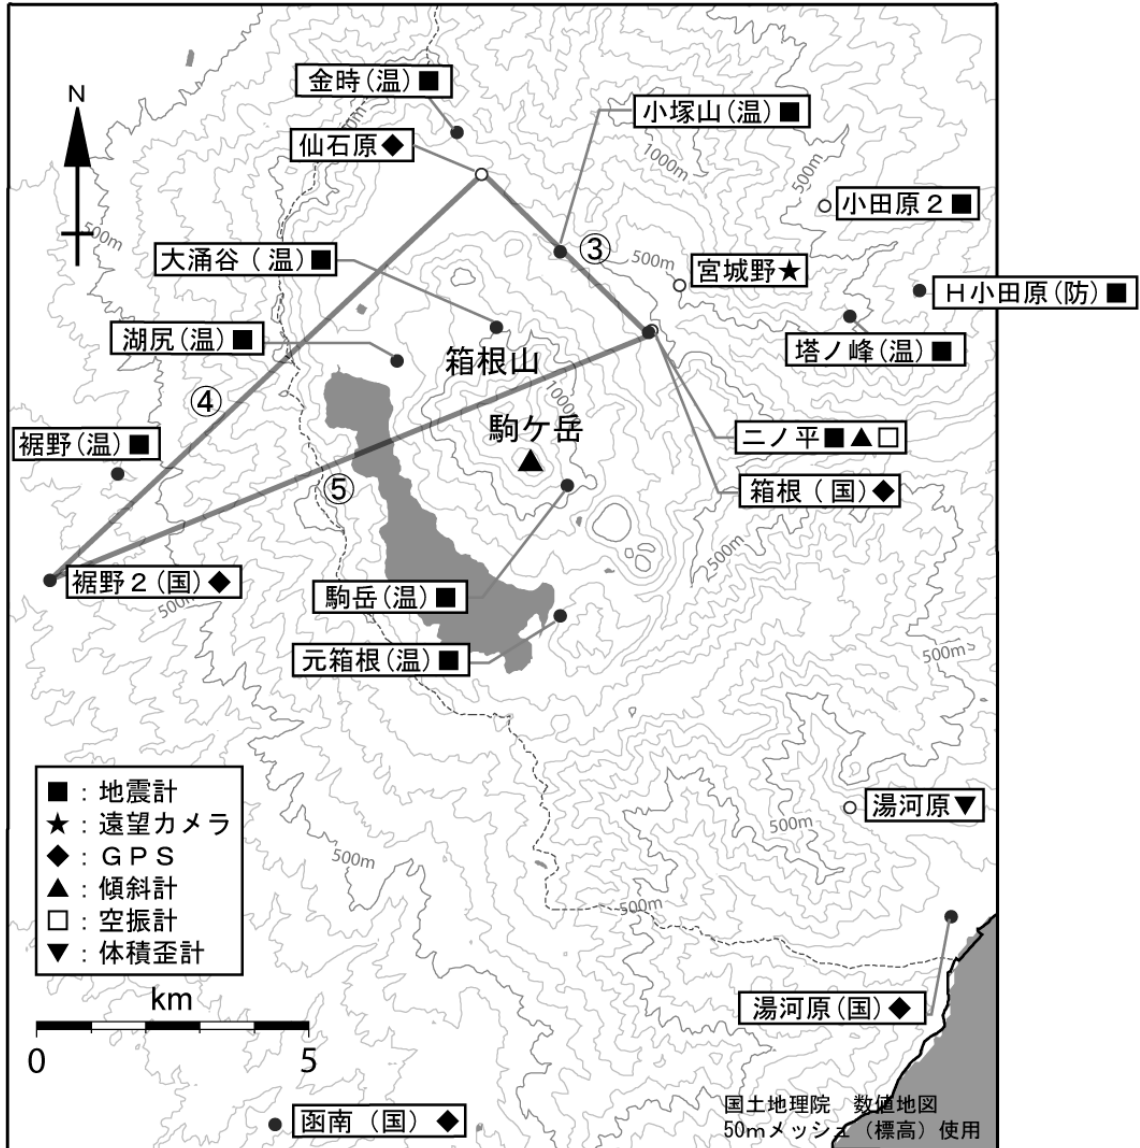 N
金時(温)■
小塚山(温)■
00m
仙石原◆
1000m
500m
小田原２■
500m
大涌谷（温)■
③
500m
宮城野★
Ｈ小田原(防)■
湖尻(温)■
箱根山
塔ノ峰(温)■
④
1000m
駒ケ岳
▲
裾野(温)■
二ノ平■▲□
⑤
箱根（国)◆
500m
裾野２(国)◆
500m
駒岳(温)■
元箱根(温)■
500m
■：地震計
★：遠望カメラ
◆：ＧＰＳ
▲：傾斜計
□：空振計
▼：体積歪計
湯河原▼
500m
500m
500m
km
0 5
湯河原(国)◆
函南（国）◆
国土地理院　数値地図
50mメッシュ（標高）使用